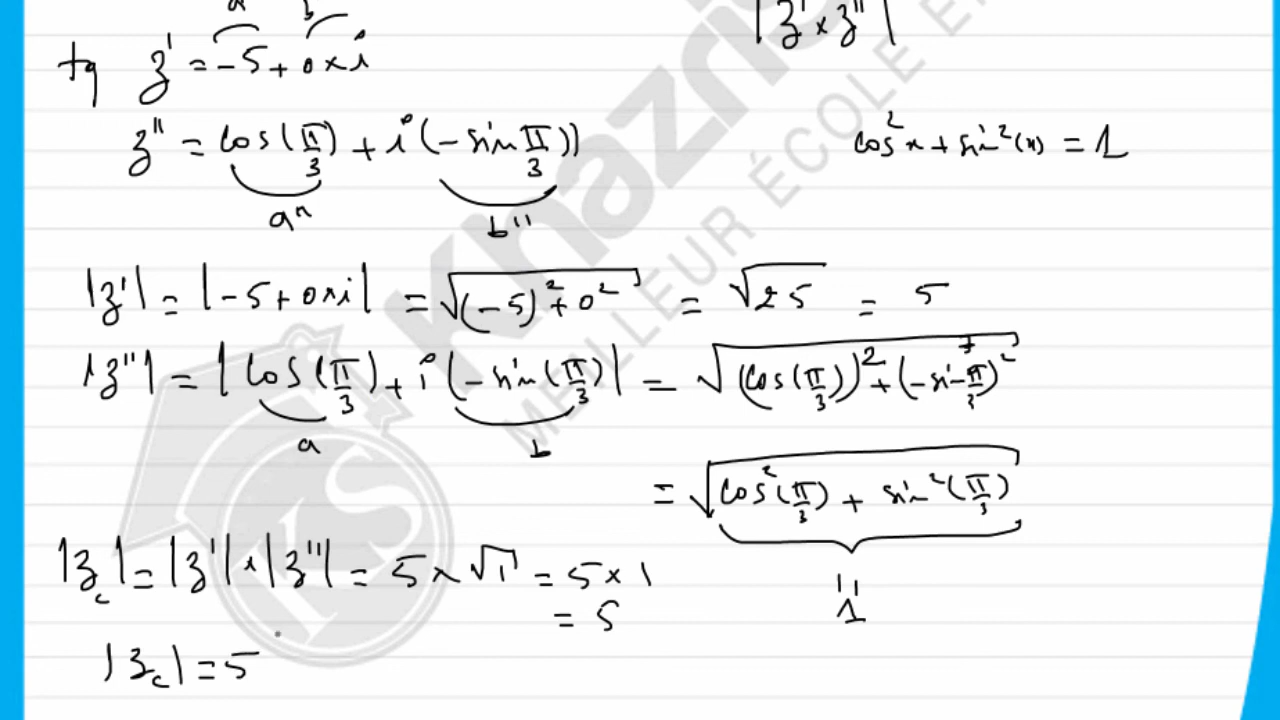 a b
|z' × z''|
tq z' = -5 + 0×i
z'' = cos(π/3) + i(-sin π/3))
cos²x + sin²(x) = 1
a'' b''
|z'| = |-5 + 0×i| = √((-5)² + 0²) = √25 = 5
|z''| = |cos(π/3) + i(-sin(π/3)| = √((cos(π/3))² + (-sin π/3)²)
a b
= √(cos²(π/3) + sin²(π/3))
|z_c| = |z'| × |z''| = 5 × √1 = 5 × 1
= 5
1
|z_c| = 5
KS